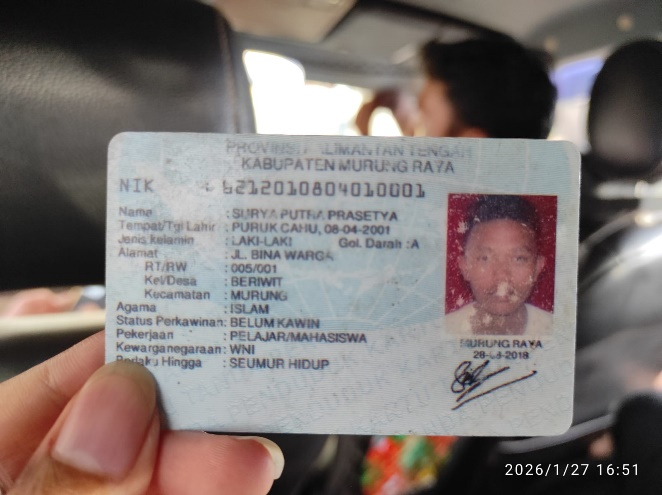 PROVINSI KALIMANTAN TENGAH
KABUPATEN MURUNG RAYA
NIK : 6212010804010001
Nama : SURYA PUTRA PRASETYA
Tempat/Tgl Lahir : PURUK CAHU, 08-04-2001
Jenis kelamin : LAKI-LAKI Gol. Darah :A
Alamat : JL. BINA WARGA
RT/RW : 005/001
Kel/Desa : BERIWIT
Kecamatan : MURUNG
Agama : ISLAM
Status Perkawinan: BELUM KAWIN
Pekerjaan : PELAJAR/MAHASISWA
Kewarganegaraan: WNI
Berlaku Hingga : SEUMUR HIDUP
MURUNG RAYA
2026/1/27 16:51